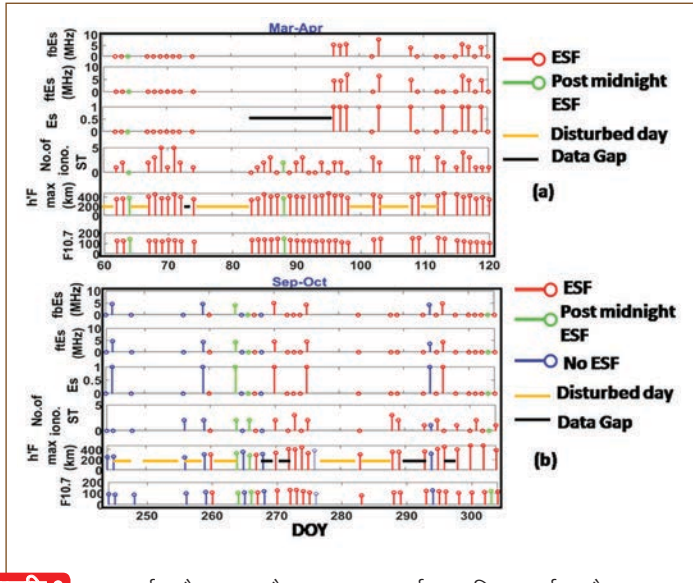 Mar-Apr
fbEs
(MHz)
10
5
0
ftEs
(MHz)
10
5
0
Es
1
0.5
0
No.of
iono.
ST
5
0
h'F
max
(km)
400
200
0
F10.7
200
100
0
60 70 80 90 100 110 120
ESF
Post midnight
ESF
Disturbed day
Data Gap
(a)
Sep-Oct
fbEs
(MHz)
10
5
0
ftEs
(MHz)
10
5
0
Es
1
0.5
0
No.of
iono.
ST
5
0
h'F
max
(km)
400
200
0
F10.7
200
100
0
250 260 270 280 290 300
DOY
ESF
Post midnight
ESF
No ESF
Disturbed day
Data Gap
(b)